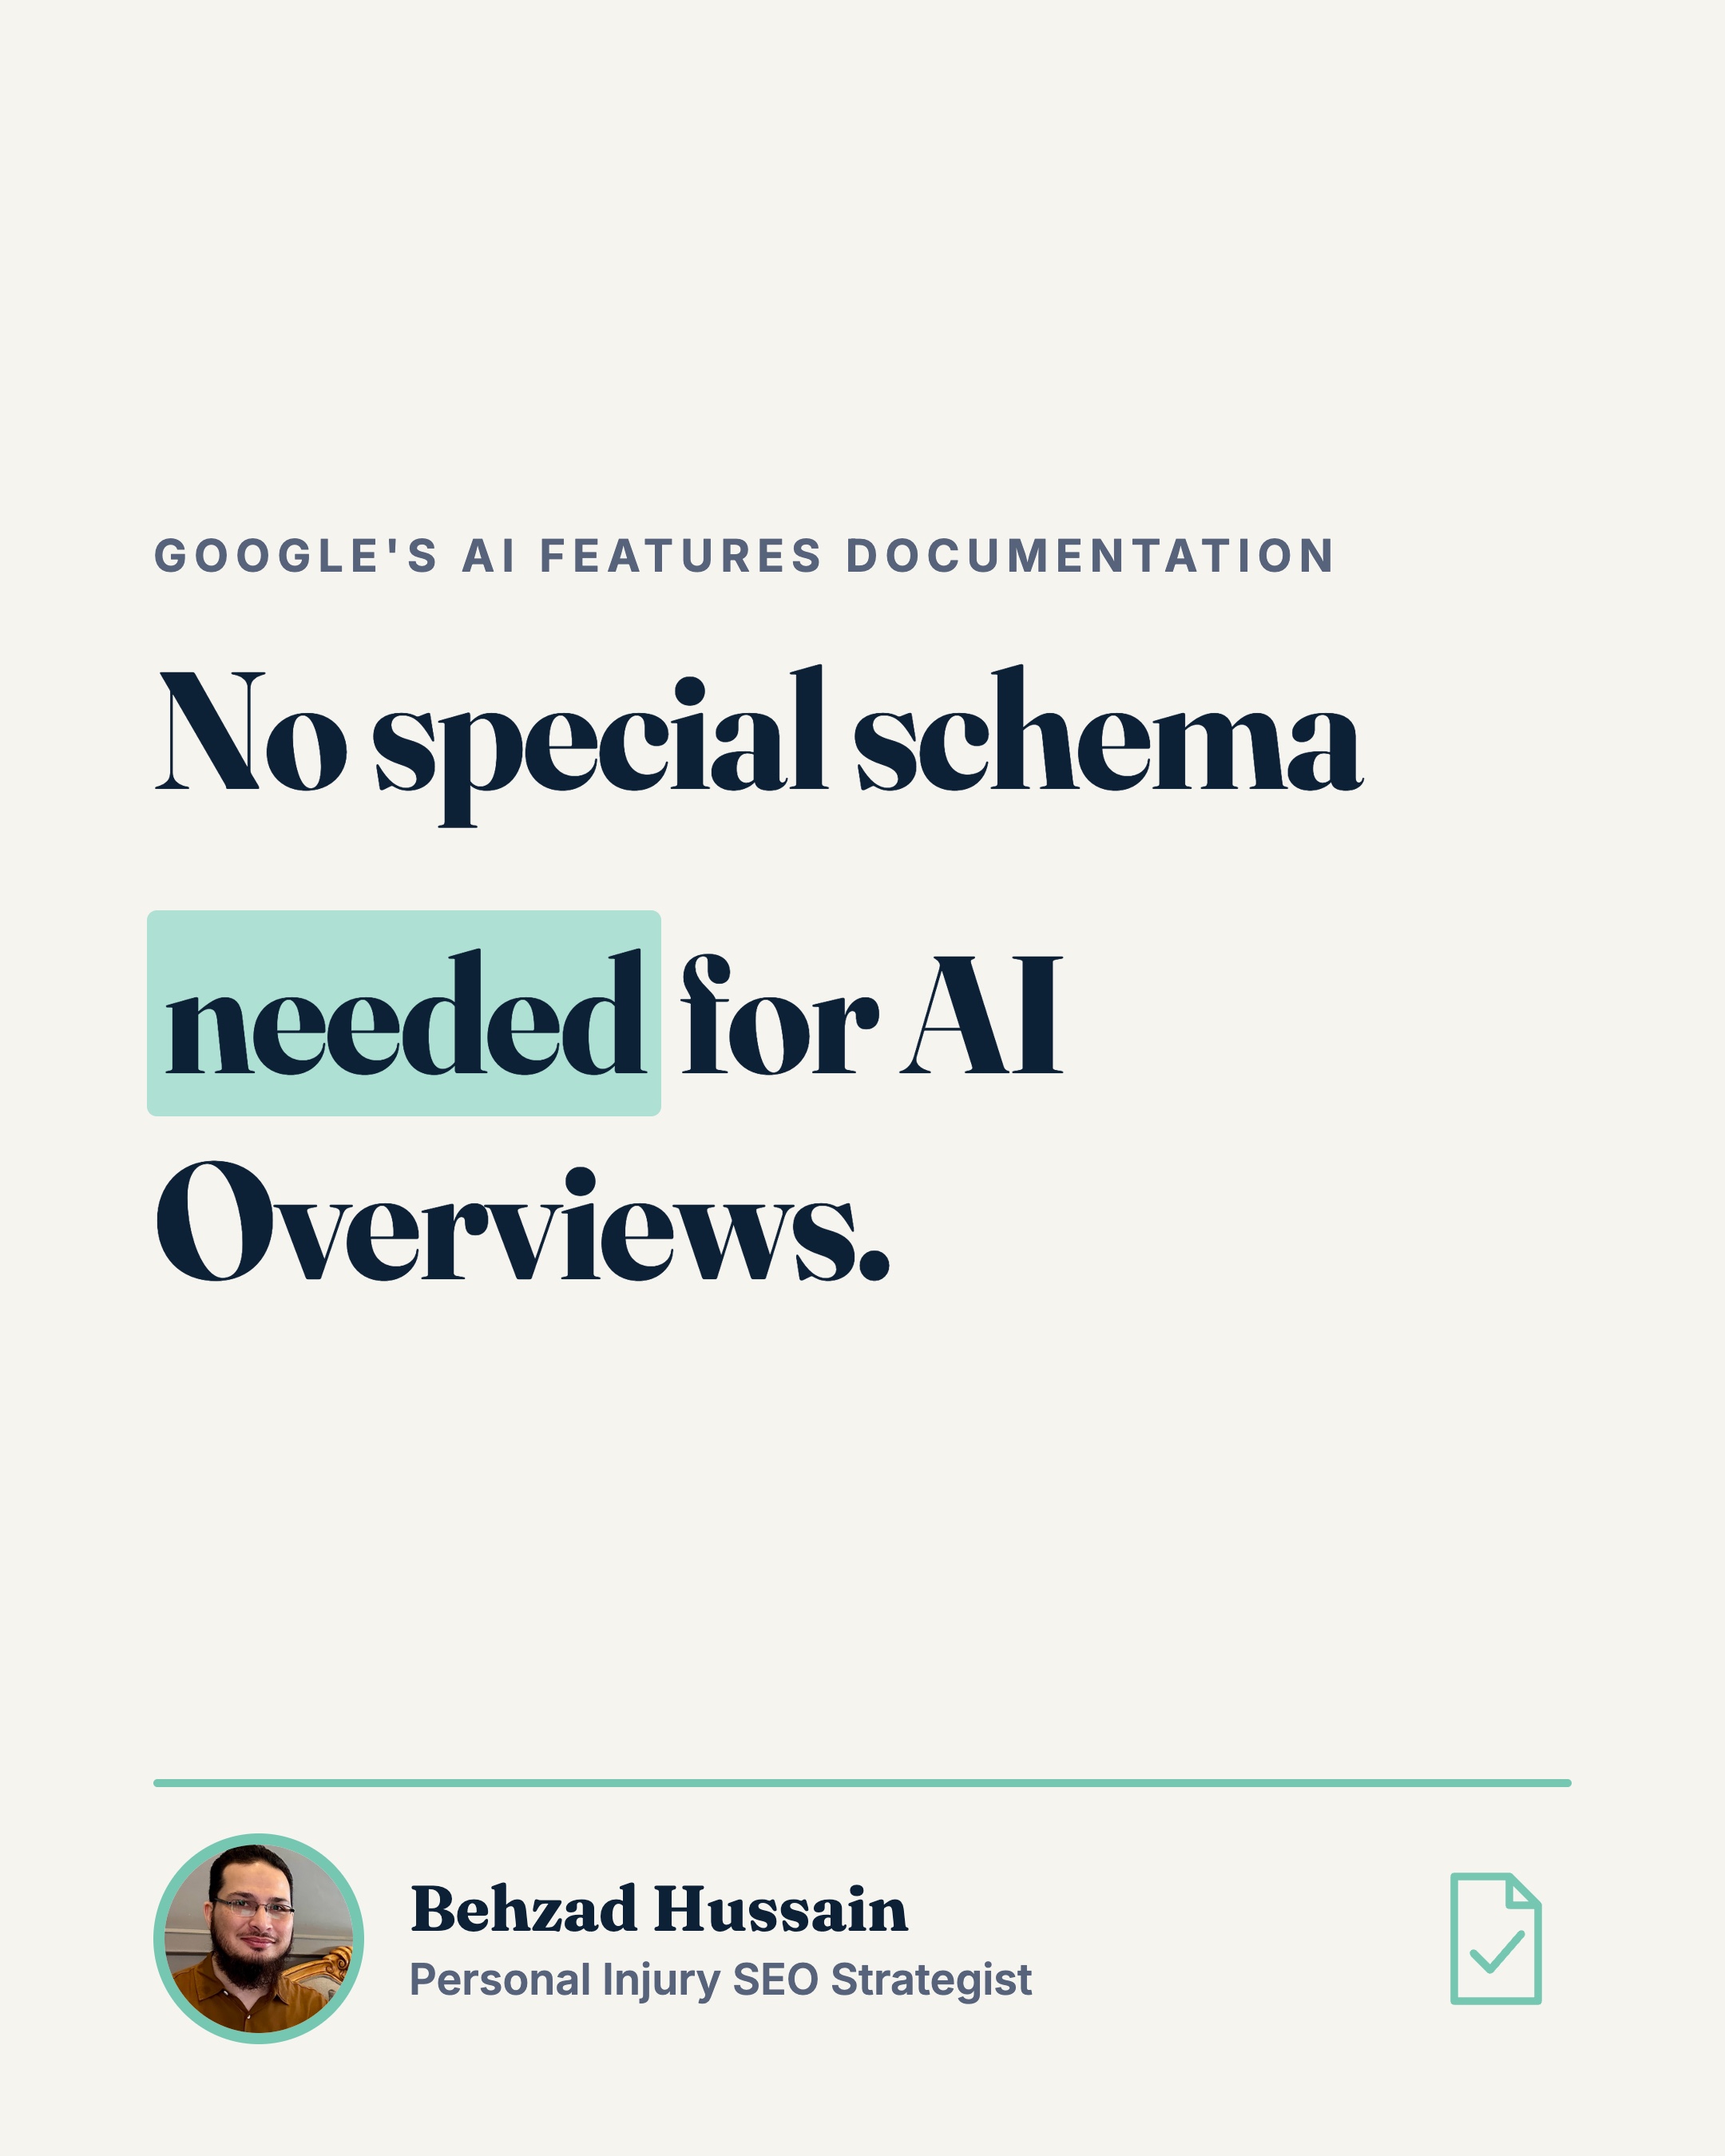 GOOGLE'S AI FEATURES DOCUMENTATION
No special schema
needed for AI
Overviews.
Behzad Hussain
Personal Injury SEO Strategist